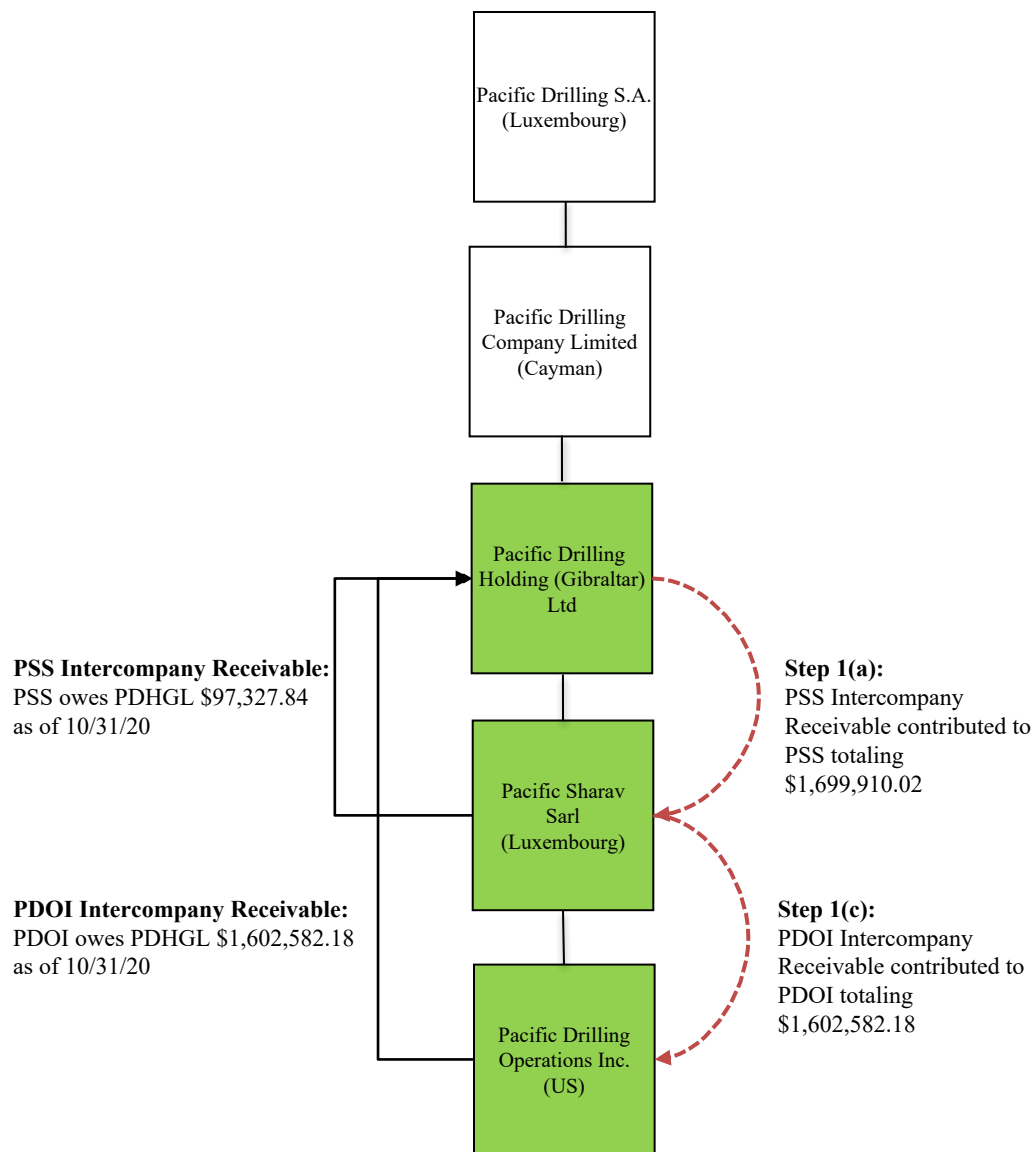 Pacific Drilling S.A.
(Luxembourg)
Pacific Drilling
Company Limited
(Cayman)
Pacific Drilling
Holding (Gibraltar)
Ltd
PSS Intercompany Receivable:
PSS owes PDHGL $97,327.84
as of 10/31/20
Step 1(a):
PSS Intercompany
Receivable contributed to
PSS totaling
$1,699,910.02
Pacific Sharav
Sarl
(Luxembourg)
PDOI Intercompany Receivable:
PDOI owes PDHGL $1,602,582.18
as of 10/31/20
Step 1(c):
PDOI Intercompany
Receivable contributed to
PDOI totaling
$1,602,582.18
Pacific Drilling
Operations Inc.
(US)